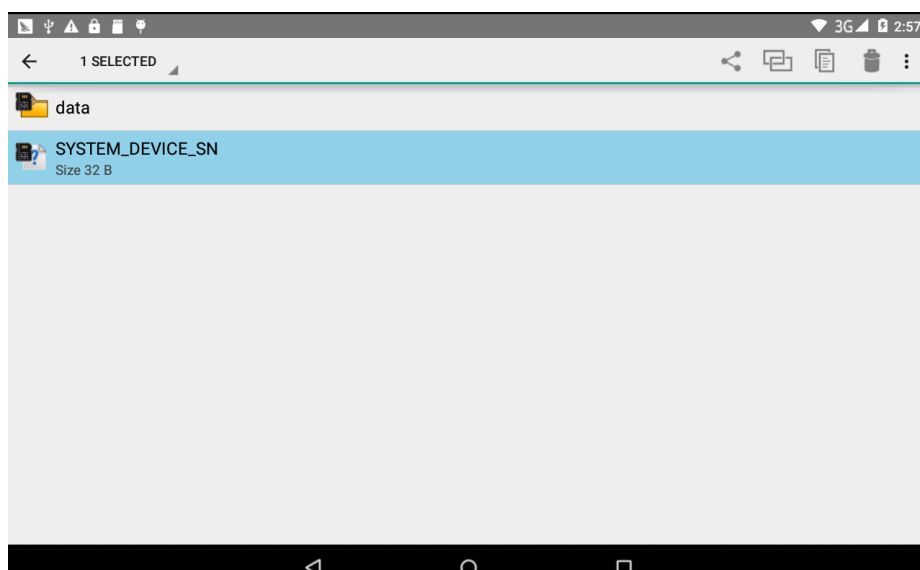 3G 2:57
1 SELECTED
data
SYSTEM_DEVICE_SN
Size 32 B